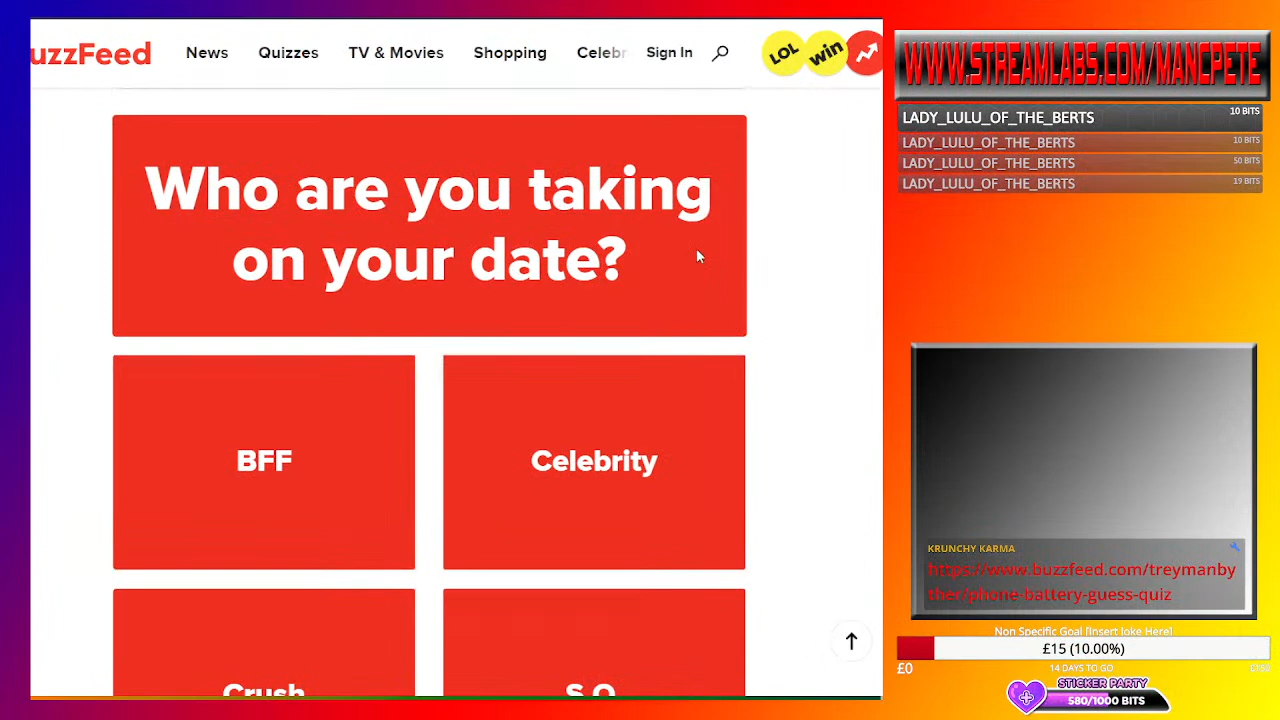 uzzFeed
News
Quizzes
TV & Movies
Shopping
Celebr
Sign In
LOL
win
Who are you taking
on your date?
BFF
Celebrity
Crush
S.O.
WWW.STREAMLABS.COM/MANCPETE
LADY_LULU_OF_THE_BERTS 10 BITS
LADY_LULU_OF_THE_BERTS 10 BITS
LADY_LULU_OF_THE_BERTS 50 BITS
LADY_LULU_OF_THE_BERTS 19 BITS
KRUNCHY KARMA
https://www.buzzfeed.com/treymanby
ther/phone-battery-guess-quiz
Non Specific Goal [Insert Joke Here]
£15 (10.00%)
£0
14 DAYS TO GO
STICKER PARTY
580/1000 BITS